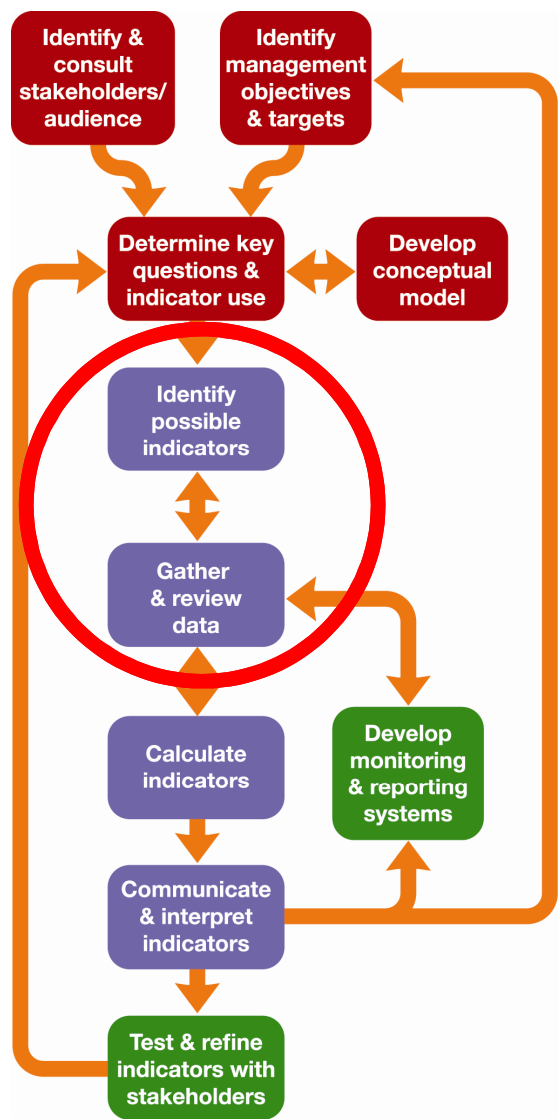 Identify &
consult
stakeholders/
audience
Identify
management
objectives
& targets
Determine key
questions &
indicator use
Develop
conceptual
model
Identify
possible
indicators
Gather
& review
data
Calculate
indicators
Develop
monitoring
& reporting
systems
Communicate
& interpret
indicators
Test & refine
indicators with
stakeholders